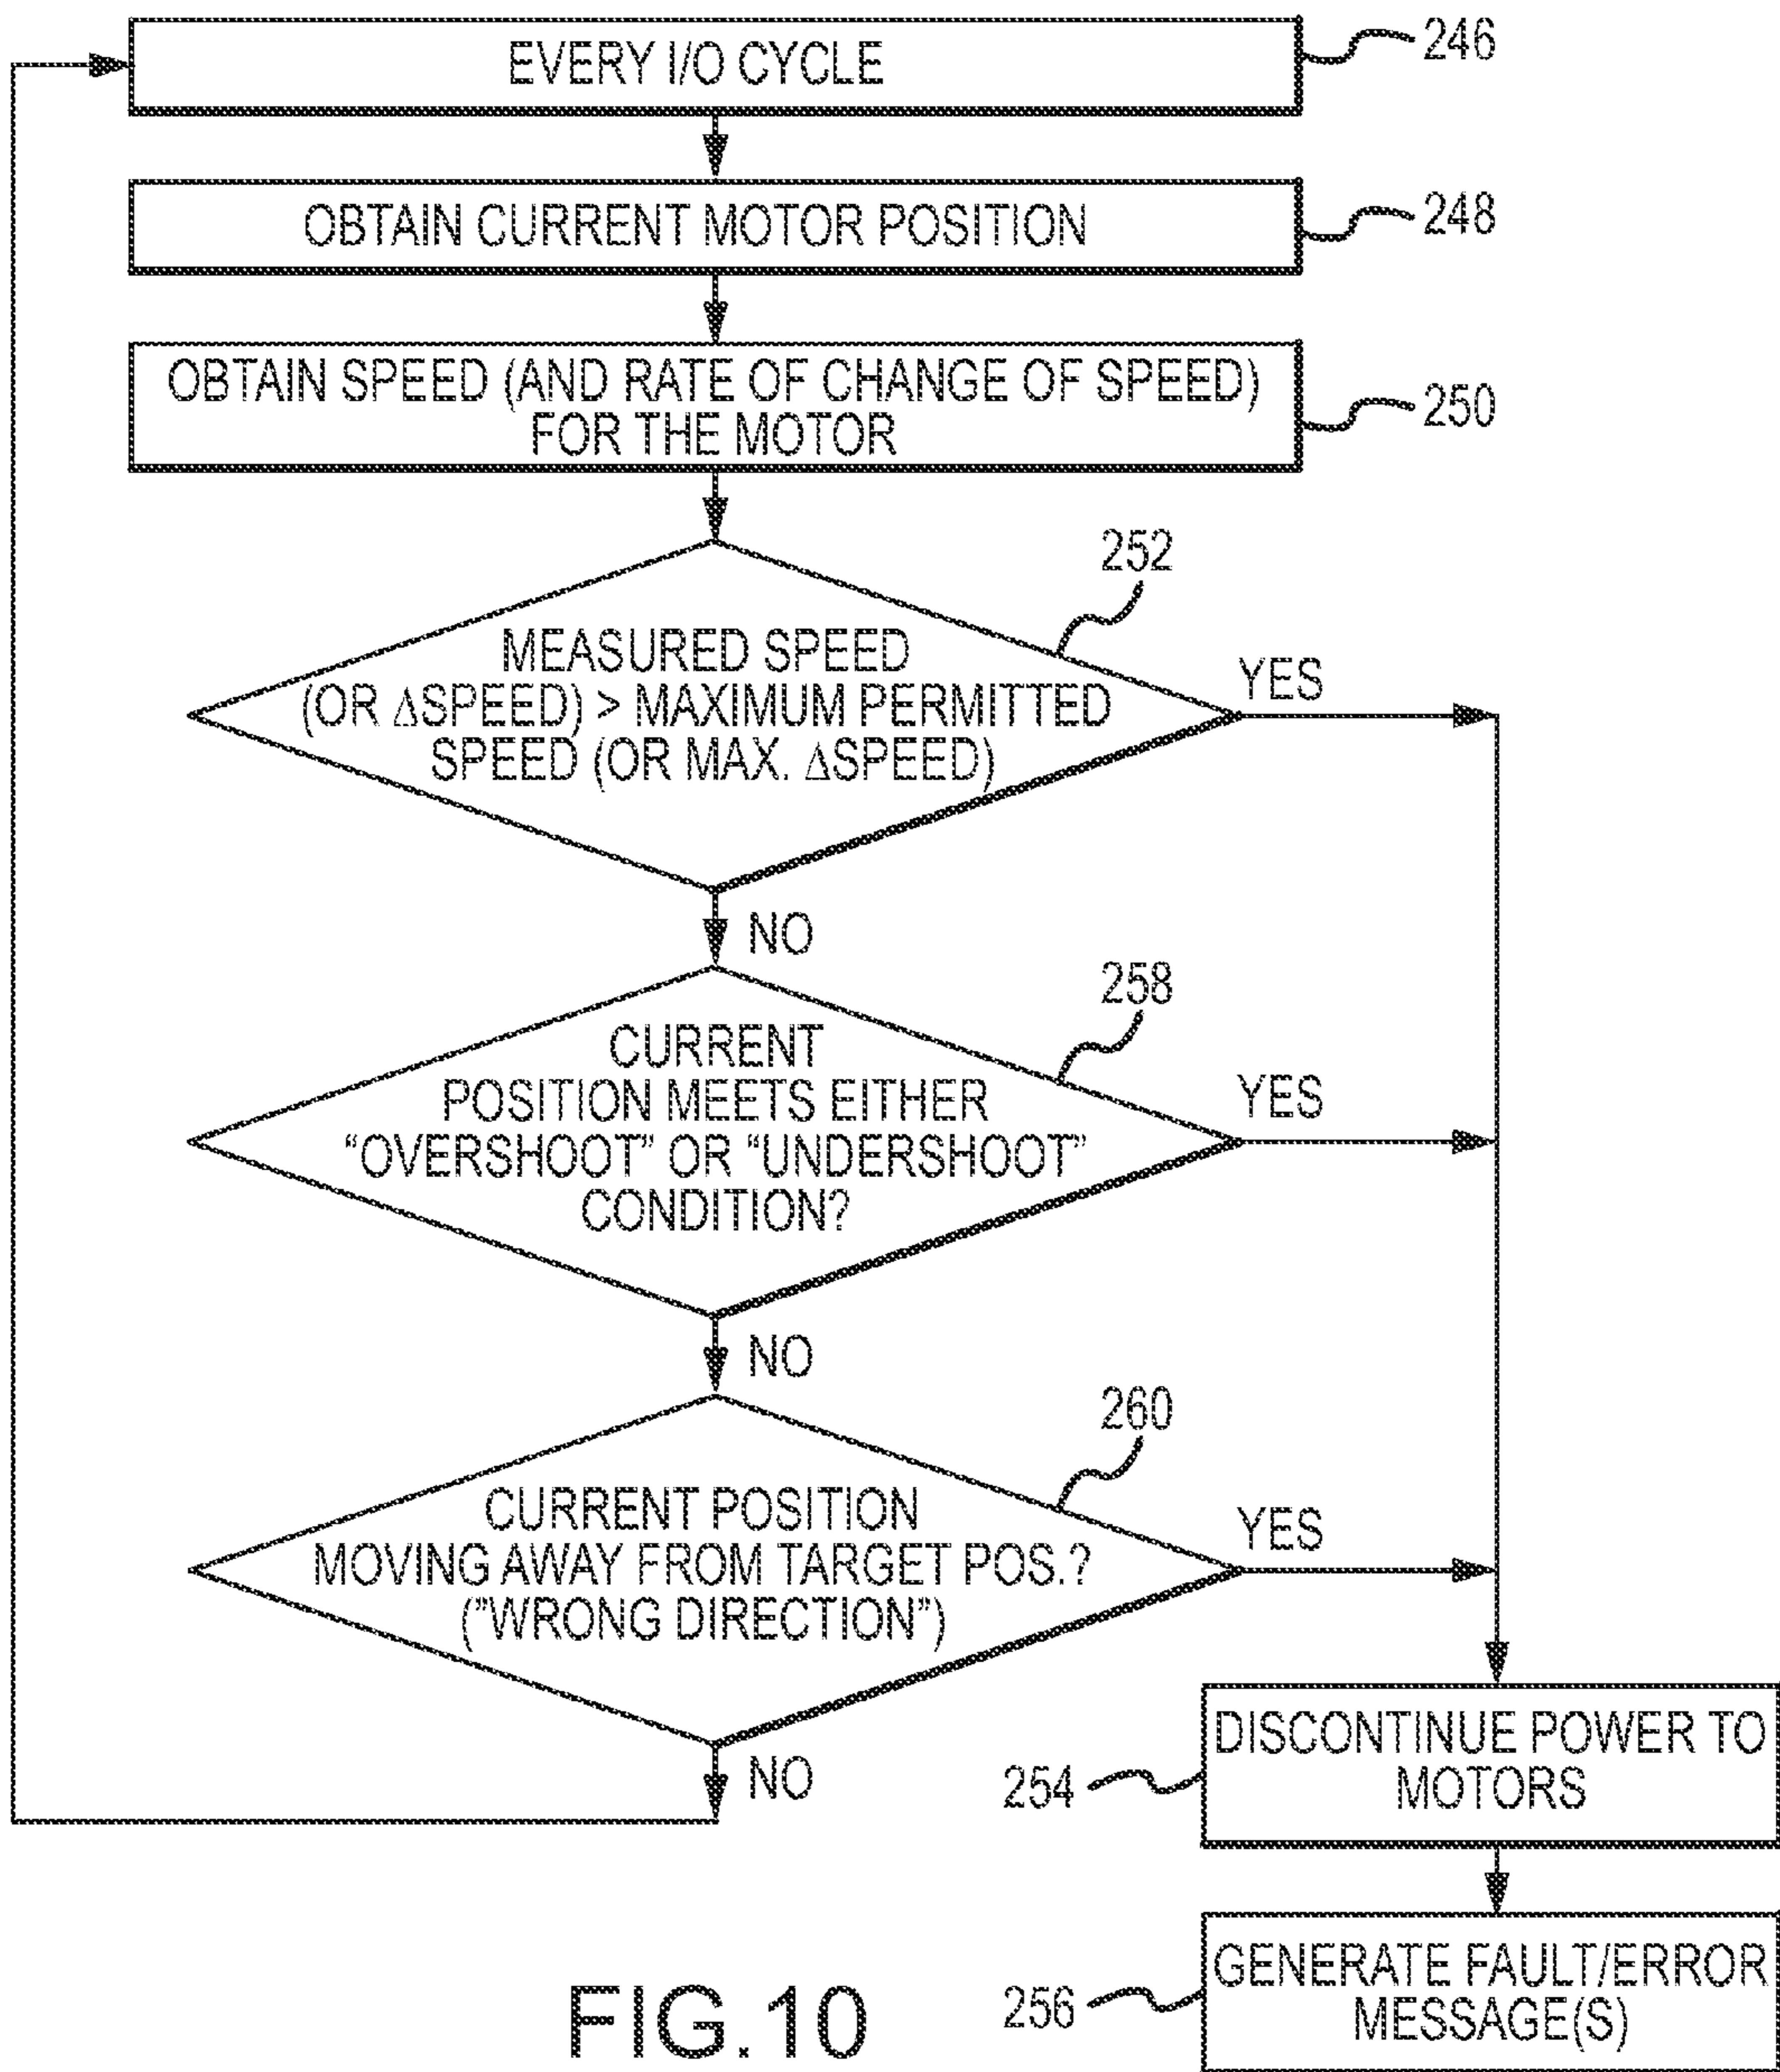 EVERY I/O CYCLE
246
OBTAIN CURRENT MOTOR POSITION
248
OBTAIN SPEED (AND RATE OF CHANGE OF SPEED)
FOR THE MOTOR
250
252
MEASURED SPEED
(OR ΔSPEED) > MAXIMUM PERMITTED
SPEED (OR MAX. ΔSPEED)
YES
NO
258
CURRENT
POSITION MEETS EITHER
“OVERSHOOT” OR “UNDERSHOOT”
CONDITION?
YES
NO
260
CURRENT POSITION
MOVING AWAY FROM TARGET POS.?
(”WRONG DIRECTION”)
YES
NO
DISCONTINUE POWER TO
MOTORS
254
GENERATE FAULT/ERROR
MESSAGE(S)
256
FIG.10